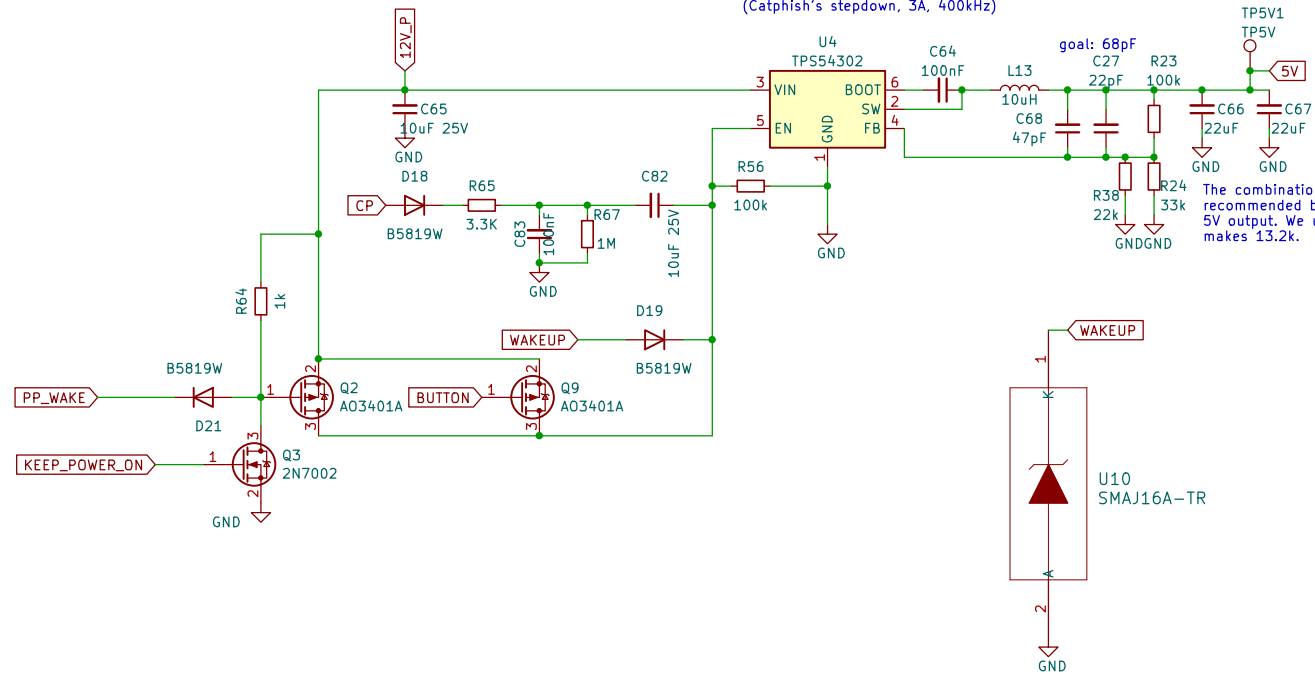 (Catphish's stepdown, 3A, 400kHz)
TP5V1
TP5V
12V_P
U4
TPS54302
C64
100nF
goal: 68pF
L13
10uH
C27
22pF
R23
100k
5V
3
VIN
BOOT
6
SW
2
5
EN
FB
4
GND
1
C65
10uF 25V
GND
C68
47pF
C66
22uF
GND
C67
22uF
GND
D18
CP
B5819W
R65
3.3K
C83
100nF
R67
1M
GND
C82
10uF 25V
R56
100k
GND
R38
22k
GND
R24
33k
GND
The combinatio
recommended b
5V output. We u
makes 13.2k.
R64
1k
D19
WAKEUP
B5819W
B5819W
PP_WAKE
D21
1
2
Q2
AO3401A
3
BUTTON
1
2
Q9
AO3401A
3
KEEP_POWER_ON
1
3
Q3
2N7002
2
GND
WAKEUP
1
K
U10
SMAJ16A-TR
A
2
GND